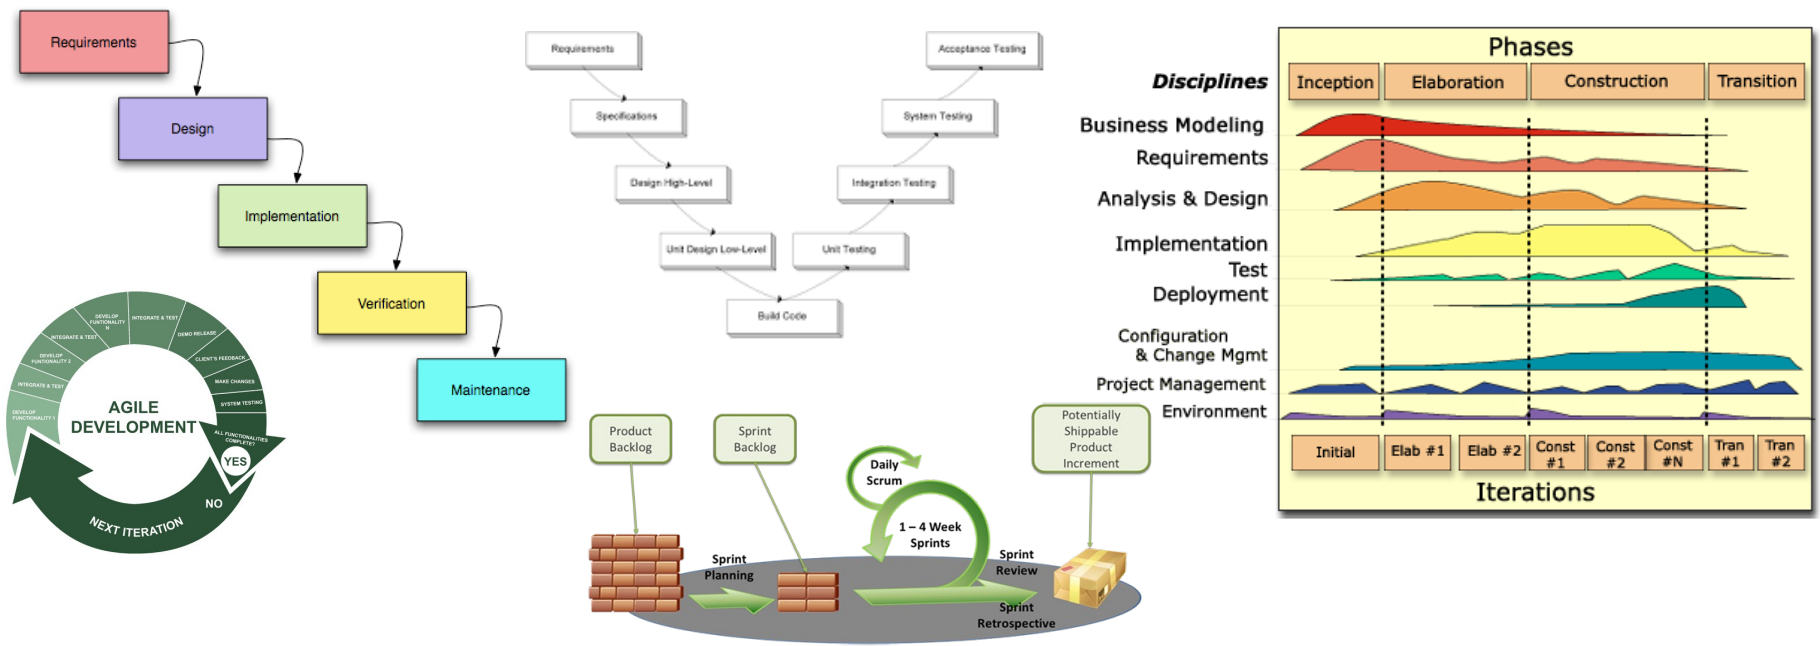 Requirements
Design
Implementation
Verification
Maintenance
Requirements
Specifications
Design High-Level
Unit Design Low-Level
Build Code
Unit Testing
Integration Testing
System Testing
Acceptance Testing
Phases
Disciplines
Inception
Elaboration
Construction
Transition
Business Modeling
Requirements
Analysis & Design
Implementation
Test
Deployment
Configuration
& Change Mgmt
Project Management
Environment
Initial
Elab #1
Elab #2
Const
#1
Const
#2
Const
#N
Tran
#1
Tran
#2
Iterations
AGILE
DEVELOPMENT
DEVELOP
FUNCTIONALITY 1
INTEGRATE & TEST
DEVELOP
FUNTIONALITY 2
INTEGRATE & TEST
DEVELOP
FUNTIONALITY
N
INTEGRATE & TEST
DEMO RELEASE
CLIENT'S FEEDBACK
MAKE CHANGES
SYSTEM TESTING
ALL FUNCTIONALITIES
COMPLETE?
YES
NO
NEXT ITERATION
Product
Backlog
Sprint
Backlog
Potentially
Shippable
Product
Increment
Daily
Scrum
1 – 4 Week
Sprints
Sprint
Planning
Sprint
Review
Sprint
Retrospective